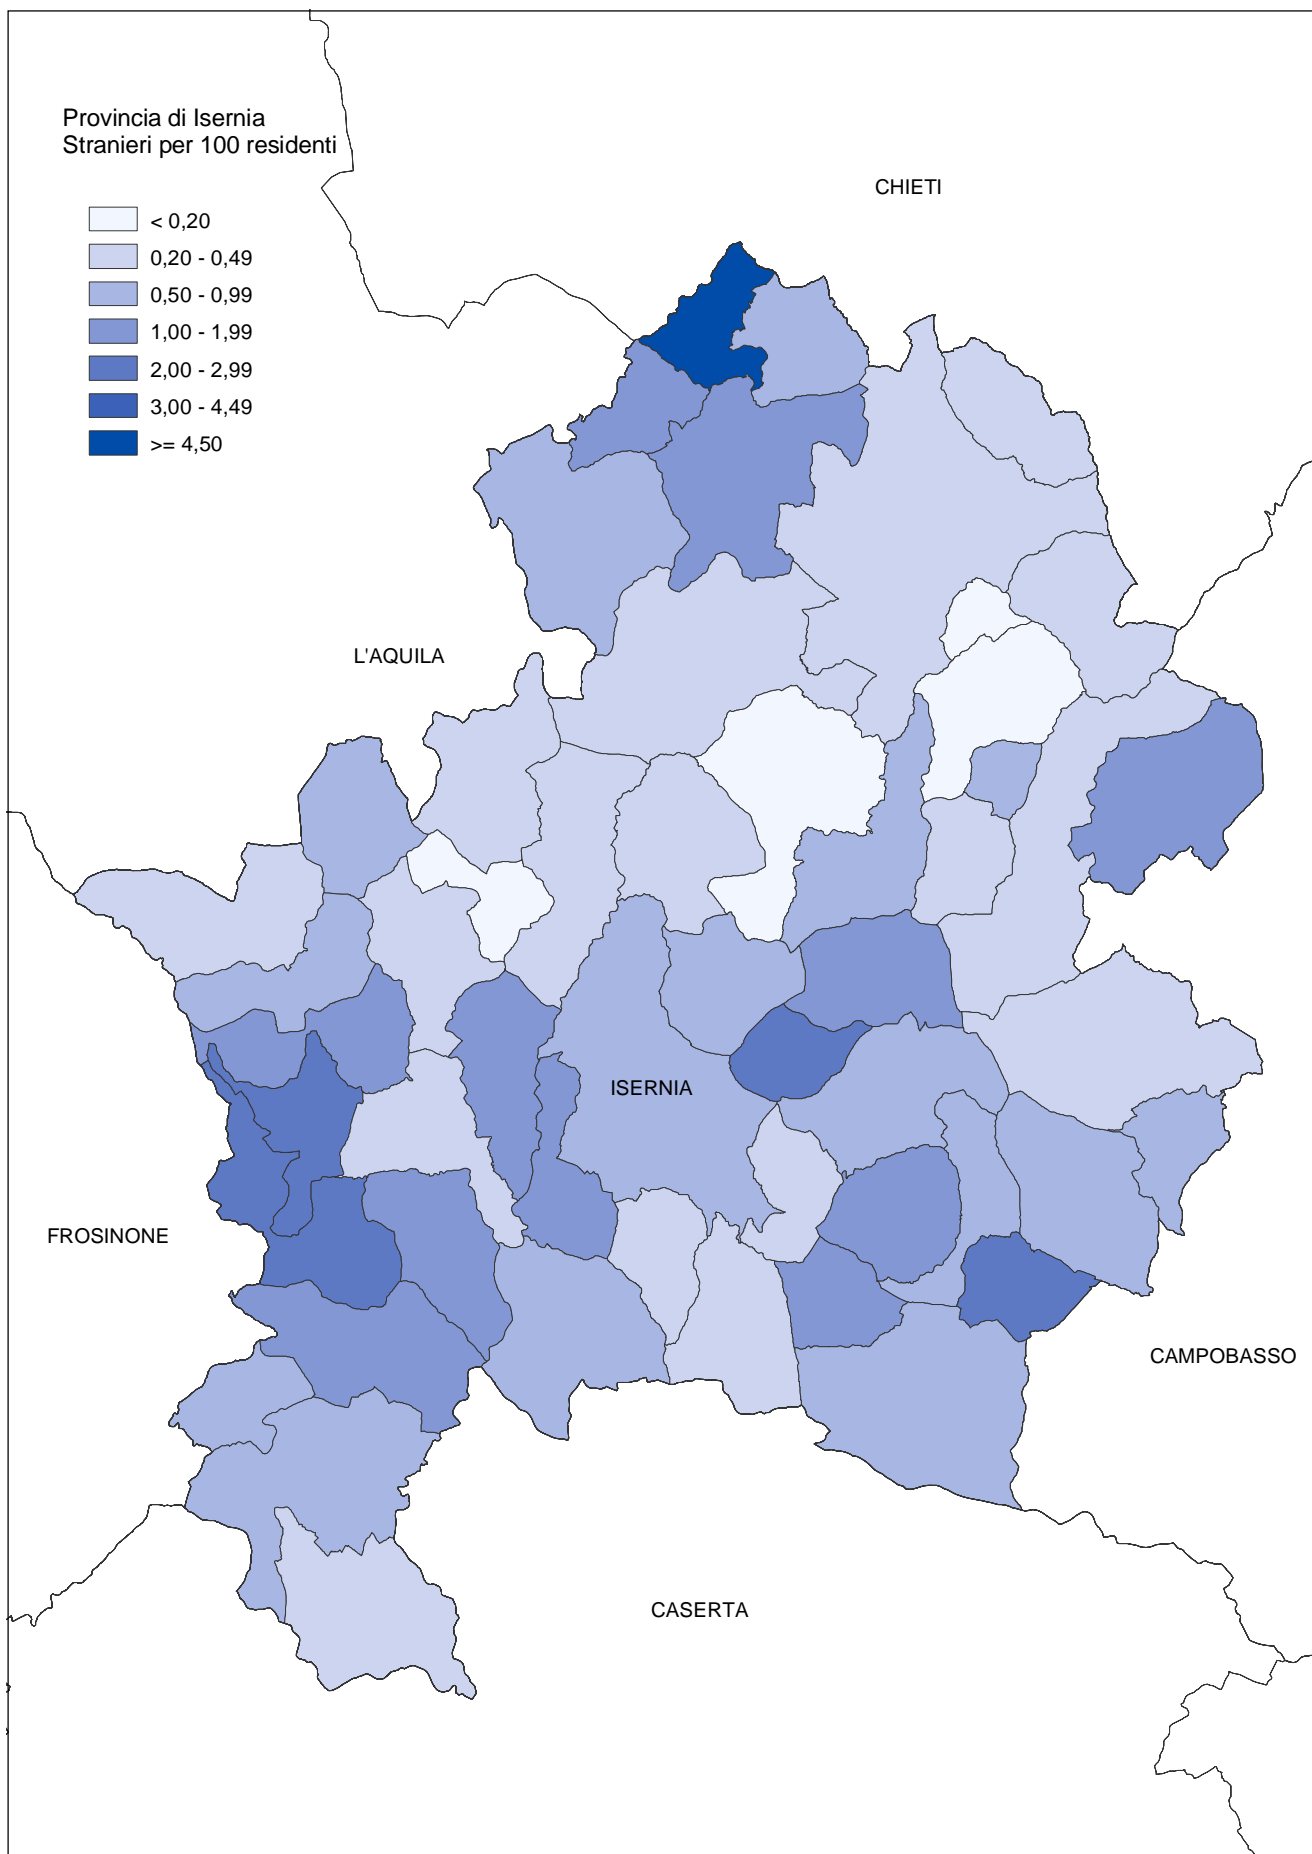 Provincia di Isernia
Stranieri per 100 residenti
< 0,20
0,20 - 0,49
0,50 - 0,99
1,00 - 1,99
2,00 - 2,99
3,00 - 4,49
>= 4,50
CHIETI
L'AQUILA
ISERNIA
FROSINONE
CAMPOBASSO
CASERTA